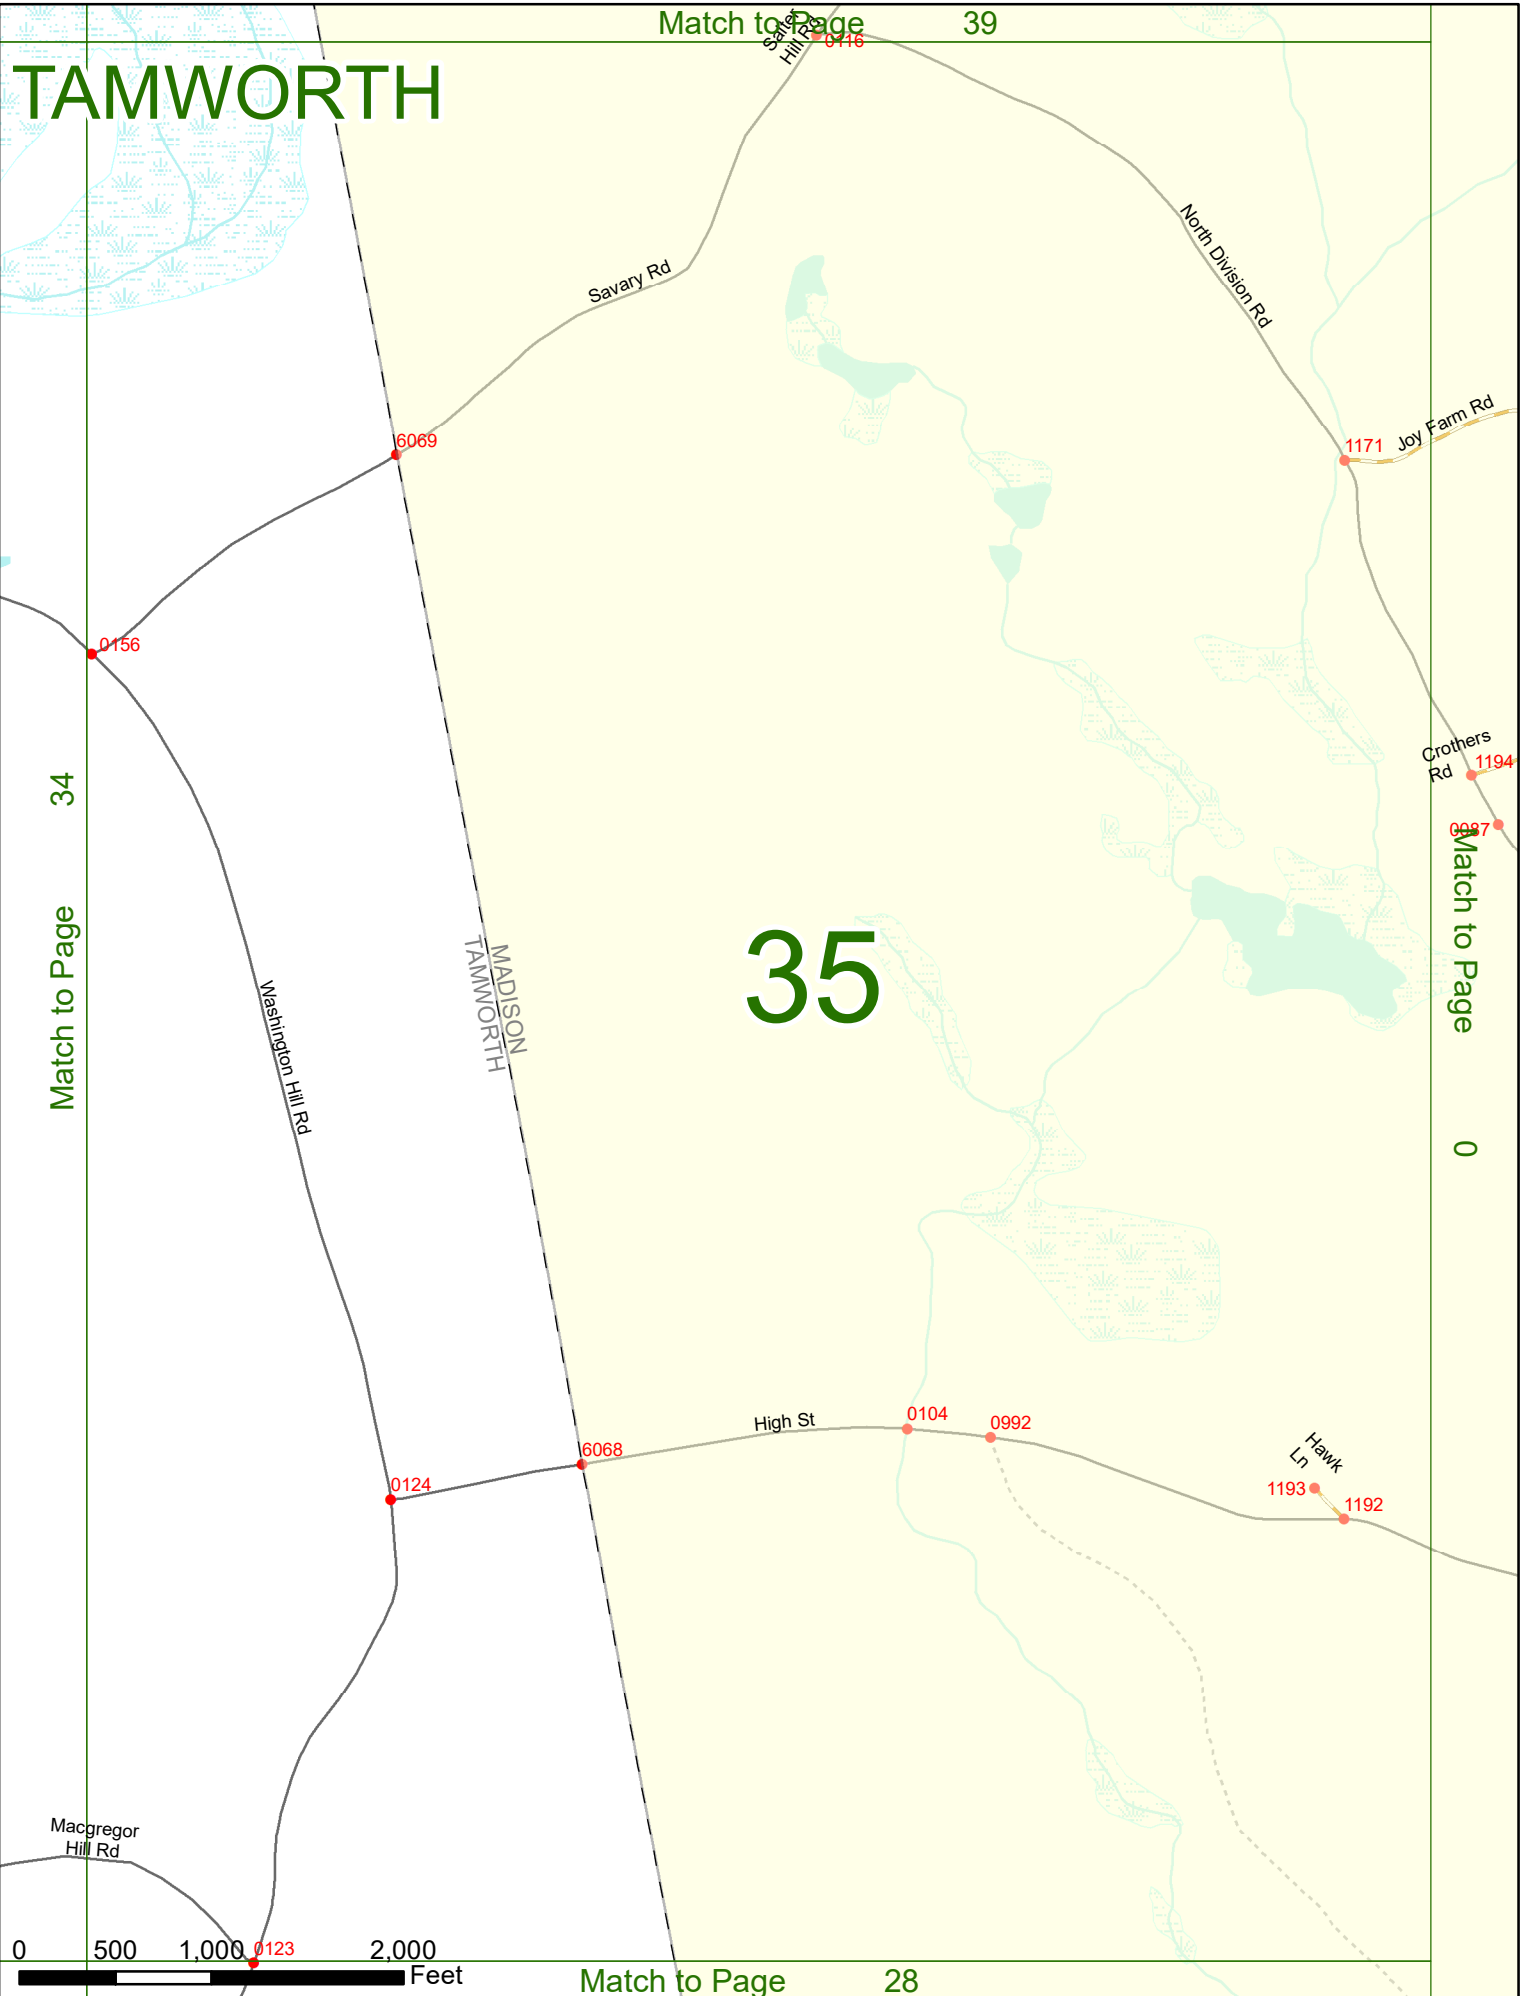 Match to Page 39
Salter
Hill Rd
0116
TAMWORTH
North Division Rd
Savary Rd
Joy Farm Rd
6069
1171
0156
Crothers
Rd
1194
0087
Match to Page 34
Match to Page 0
MADISON
TAMWORTH
35
Washington Hill Rd
0104
0992
High St
6068
Hawk
Ln
1193
1192
0124
Macgregor
Hill Rd
0123
0 500 1,000 2,000
Feet
Match to Page 28